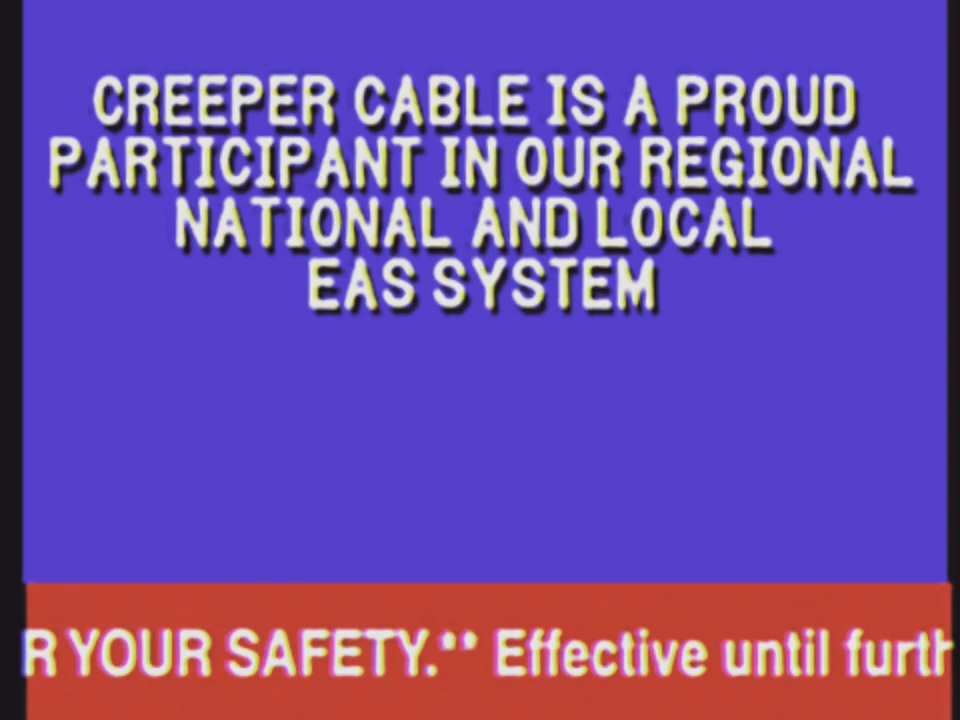 CREEPER CABLE IS A PROUD
PARTICIPANT IN OUR REGIONAL
NATIONAL AND LOCAL
EAS SYSTEM
R YOUR SAFETY.** Effective until furth